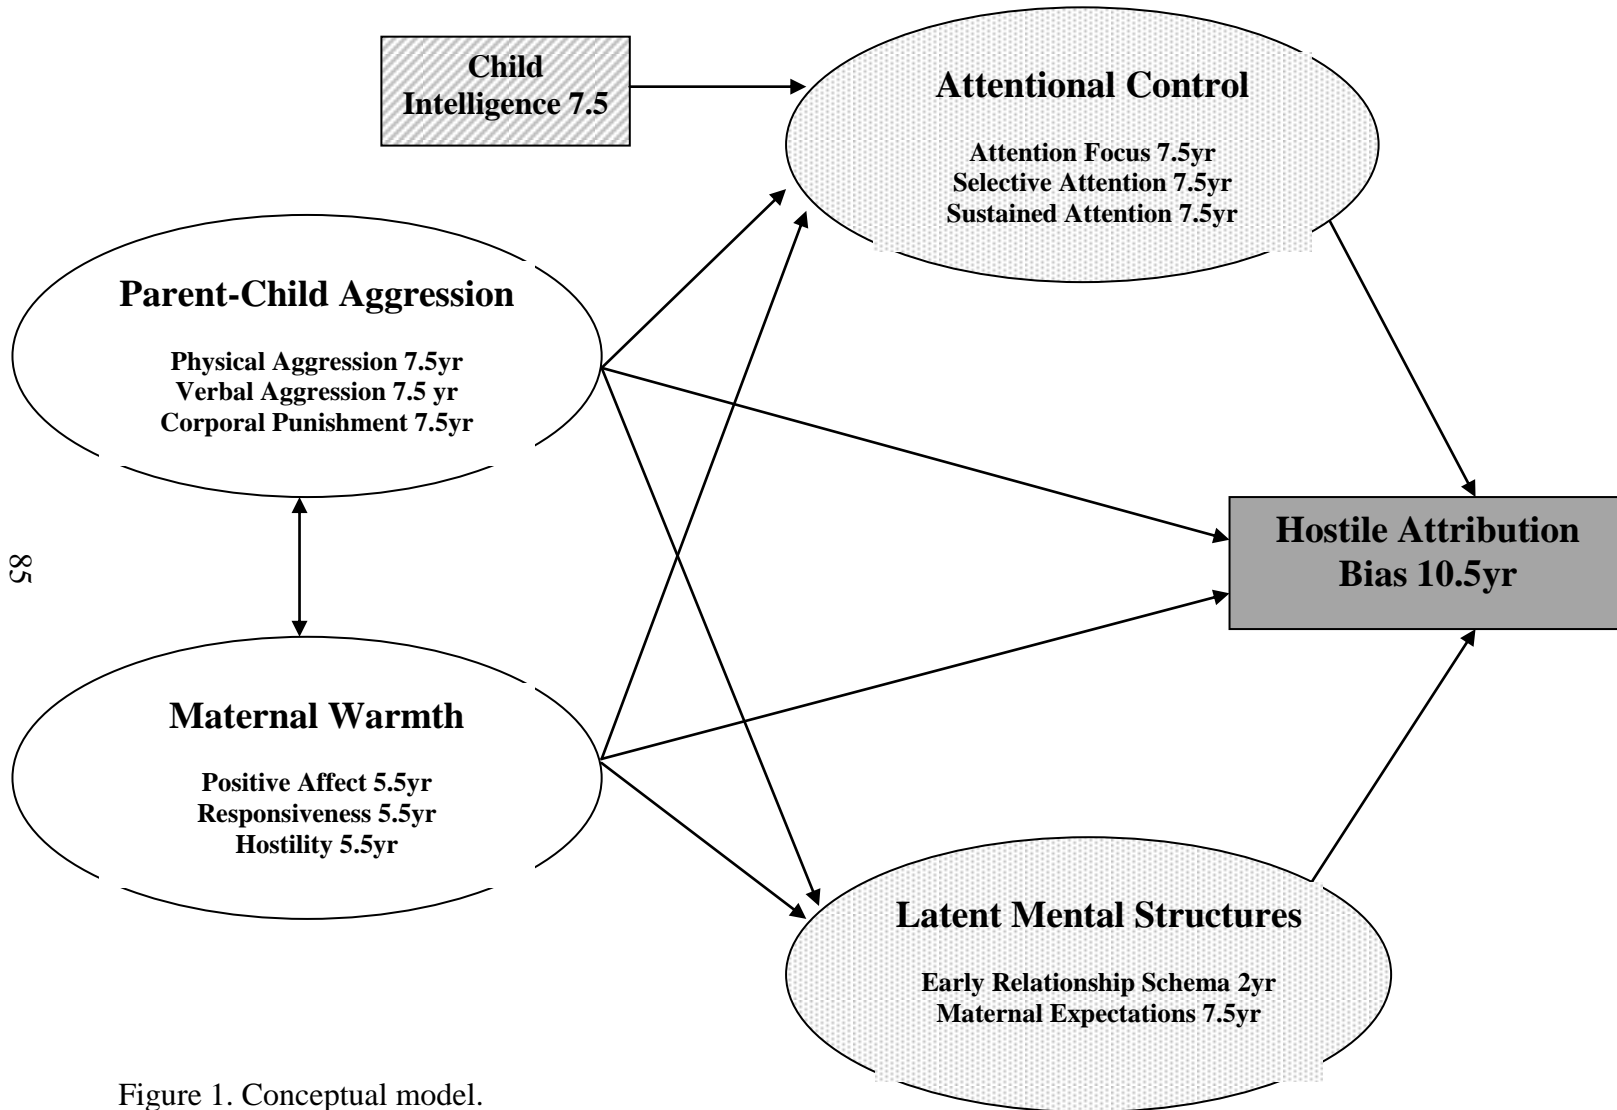 Child
Intelligence 7.5
Attentional Control
Attention Focus 7.5yr
Selective Attention 7.5yr
Sustained Attention 7.5yr
Parent-Child Aggression
Physical Aggression 7.5yr
Verbal Aggression 7.5 yr
Corporal Punishment 7.5yr
Hostile Attribution
Bias 10.5yr
85
Maternal Warmth
Positive Affect 5.5yr
Responsiveness 5.5yr
Hostility 5.5yr
Latent Mental Structures
Early Relationship Schema 2yr
Maternal Expectations 7.5yr
Figure 1. Conceptual model.